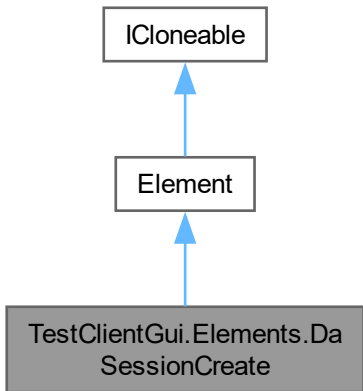 ICloneable
Element
TestClientGui.Elements.Da
SessionCreate